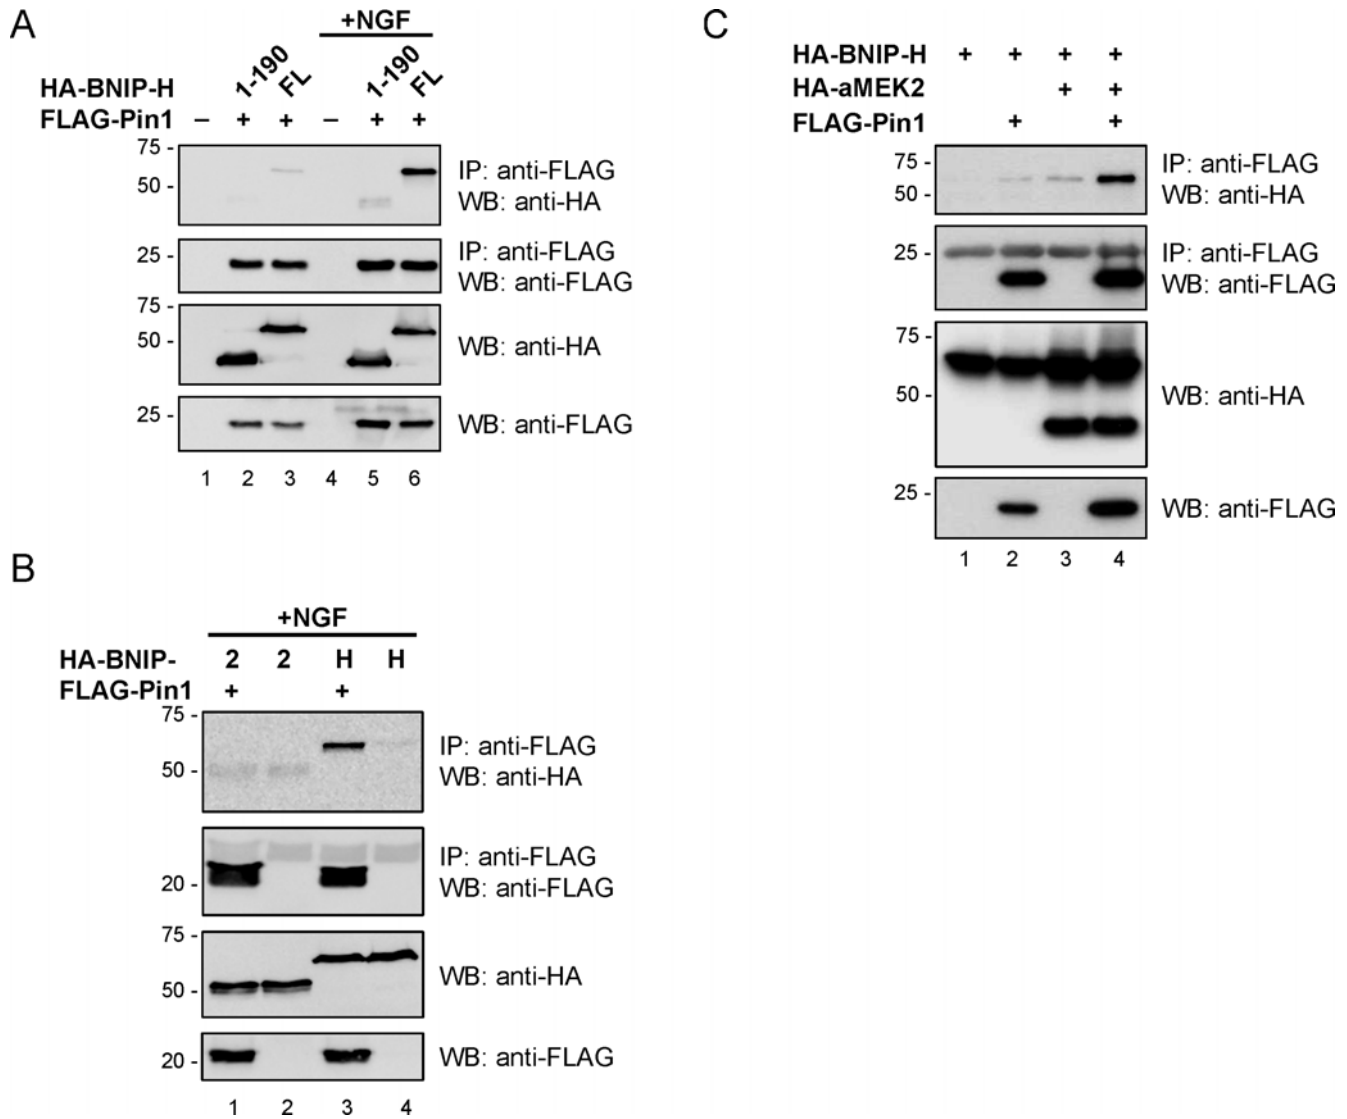 A
+NGF
1-190 FL 1-190 FL
HA-BNIP-H
FLAG-Pin1 – + + – + +
75 -
50 -
IP: anti-FLAG
WB: anti-HA
25 -
IP: anti-FLAG
WB: anti-FLAG
75 -
50 -
WB: anti-HA
25 -
WB: anti-FLAG
1 2 3 4 5 6
B
+NGF
HA-BNIP- 2 2 H H
FLAG-Pin1 + +
75 -
50 -
IP: anti-FLAG
WB: anti-HA
20 -
IP: anti-FLAG
WB: anti-FLAG
75 -
50 -
WB: anti-HA
20 -
WB: anti-FLAG
1 2 3 4
C
HA-BNIP-H + + + +
HA-aMEK2 + +
FLAG-Pin1 + +
75 -
50 -
IP: anti-FLAG
WB: anti-HA
25 -
IP: anti-FLAG
WB: anti-FLAG
75 -
50 -
WB: anti-HA
25 -
WB: anti-FLAG
1 2 3 4